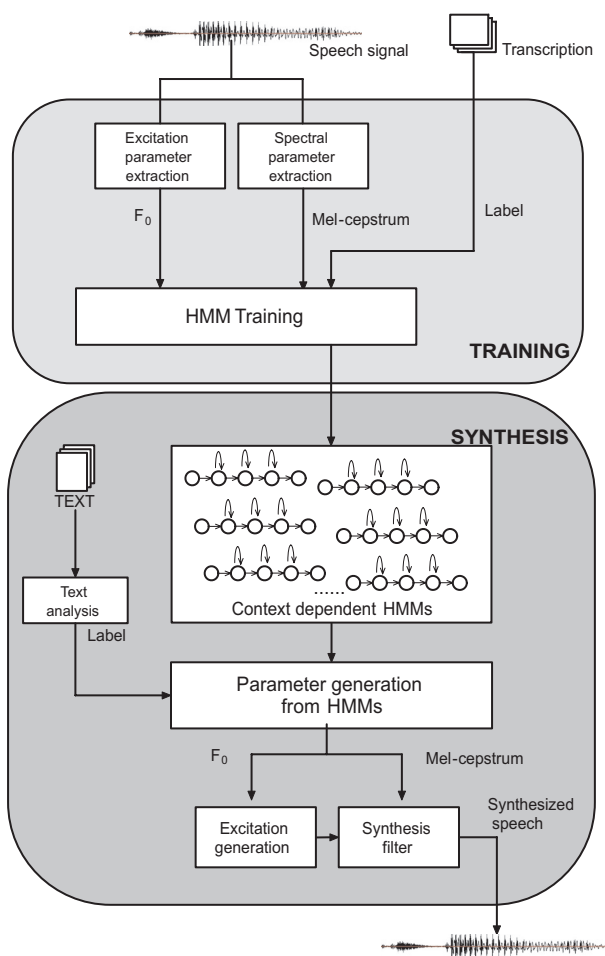 Speech signal
Transcription
Excitation
parameter
extraction
Spectral
parameter
extraction
F0
Mel-cepstrum
Label
HMM Training
TRAINING
SYNTHESIS
TEXT
Text
analysis
Label
......
Context dependent HMMs
Parameter generation
from HMMs
F0
Mel-cepstrum
Excitation
generation
Synthesis
filter
Synthesized
speech